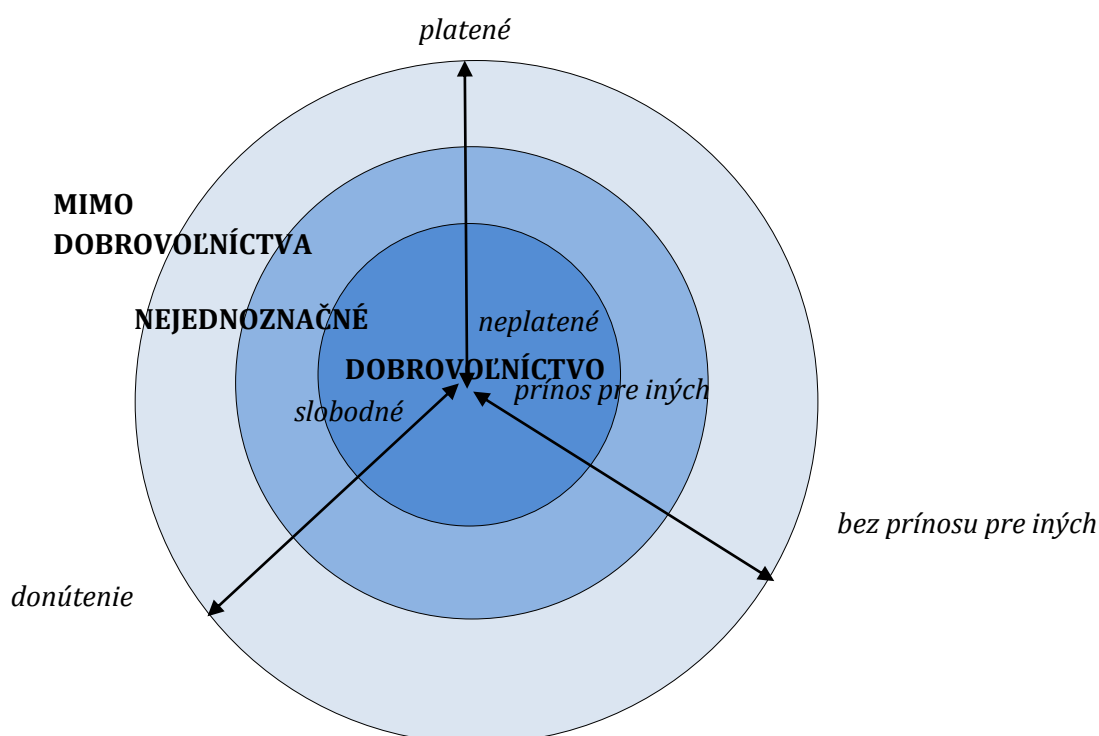 platené
MIMO
DOBROVOĽNÍCTVA
NEJEDNOZNAČNÉ
neplatené
DOBROVOĽNÍCTVO
prínos pre iných
slobodné
bez prínosu pre iných
donútenie